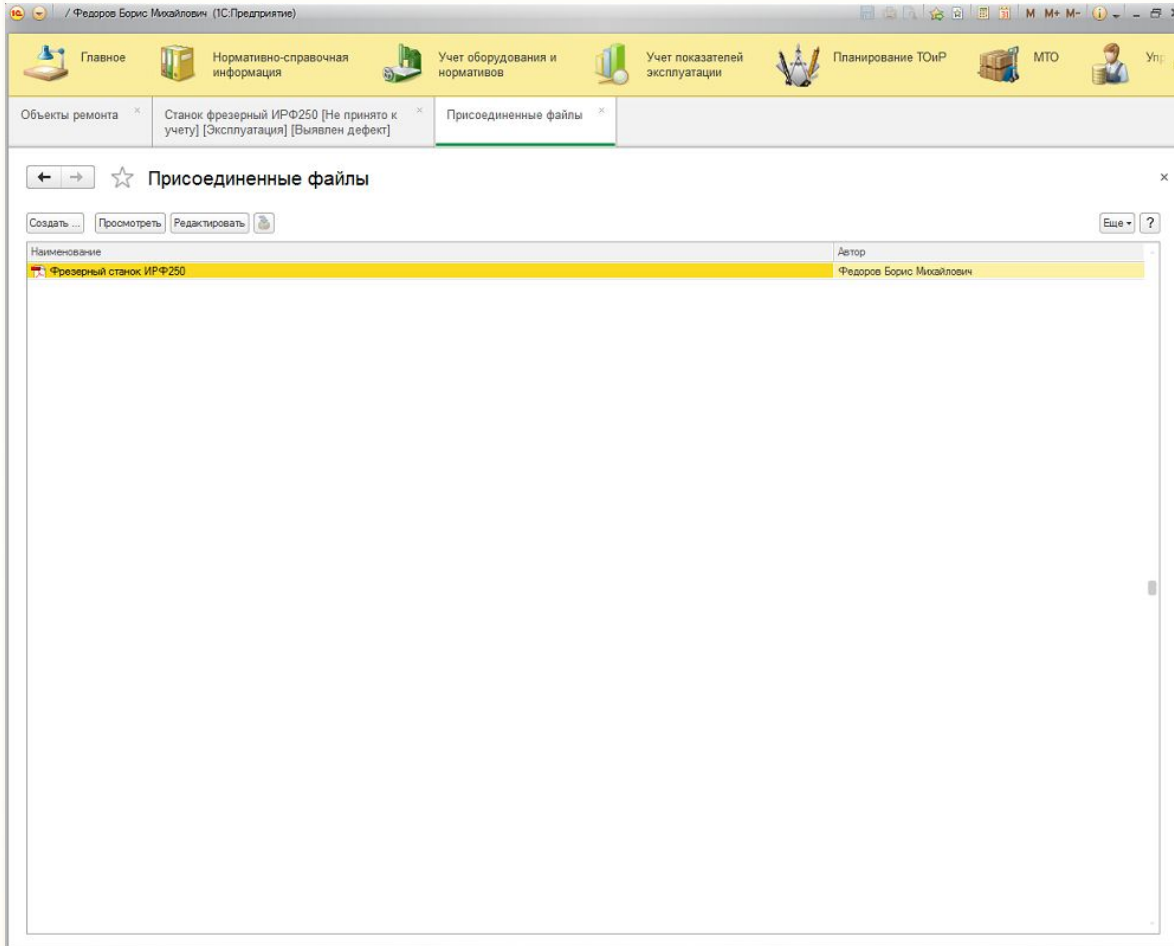 / Федоров Борис Михайлович (1С:Предприятие)
M M+ M-
Главное
Нормативно-справочная
информация
Учет оборудования и
нормативов
Учет показателей
эксплуатации
Планирование ТОиР
МТО
Упр
Объекты ремонта
Станок фрезерный ИРФ250 [Не принято к
учету] [Эксплуатация] [Выявлен дефект]
Присоединенные файлы
Присоединенные файлы
Создать ...
Просмотреть
Редактировать
Еще
?
Наименование
Автор
Фрезерный станок ИРФ250
Федоров Борис Михайлович